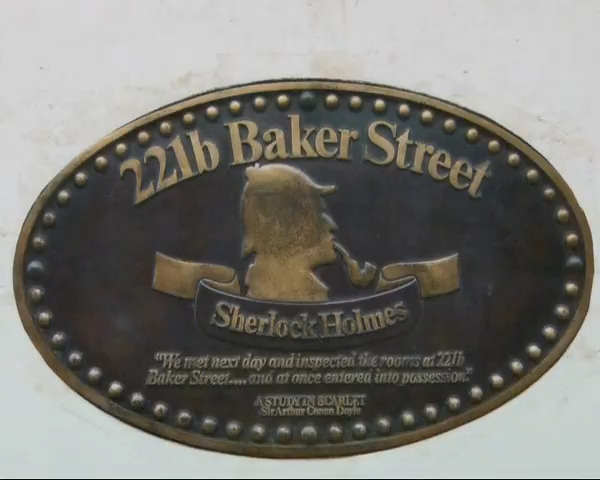 221b Baker Street
Sherlock Holmes
"We met next day and inspected the rooms at 221b
Baker Street.... and at once entered into possession."
A STUDY IN SCARLET
Sir Arthur Conan Doyle